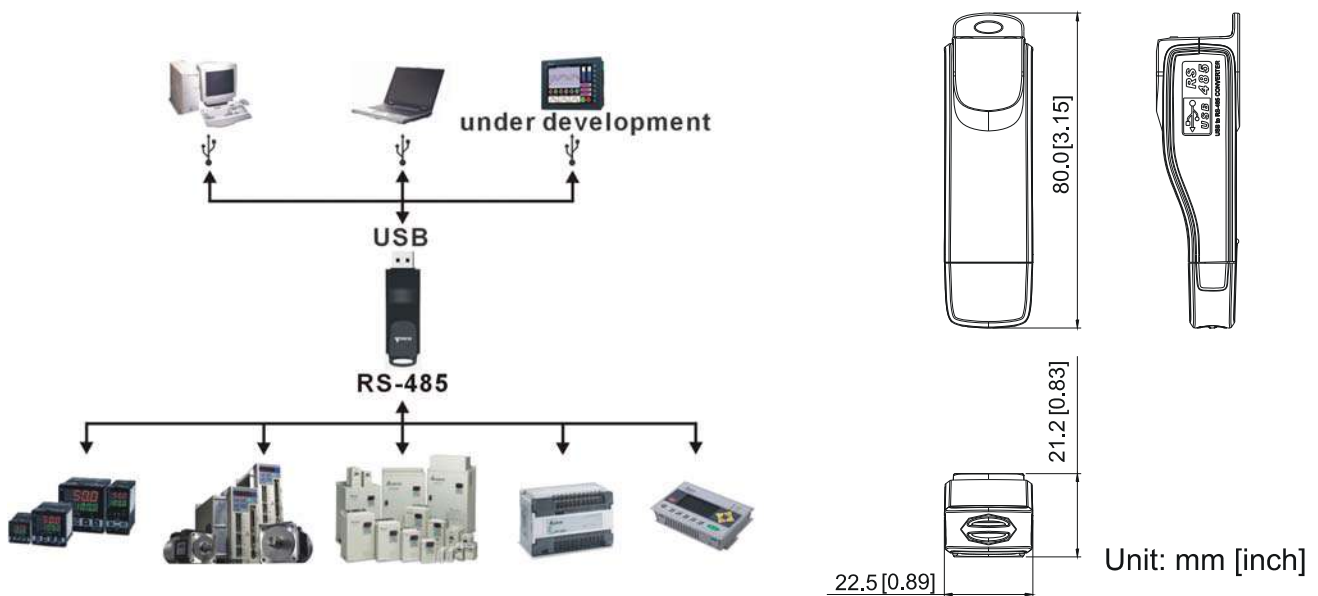 under development
USB
RS-485
80.0[3.15]
RS
USB 485
USB to RS-485 CONVERTER
21.2 [0.83]
22.5 [0.89]
Unit: mm [inch]